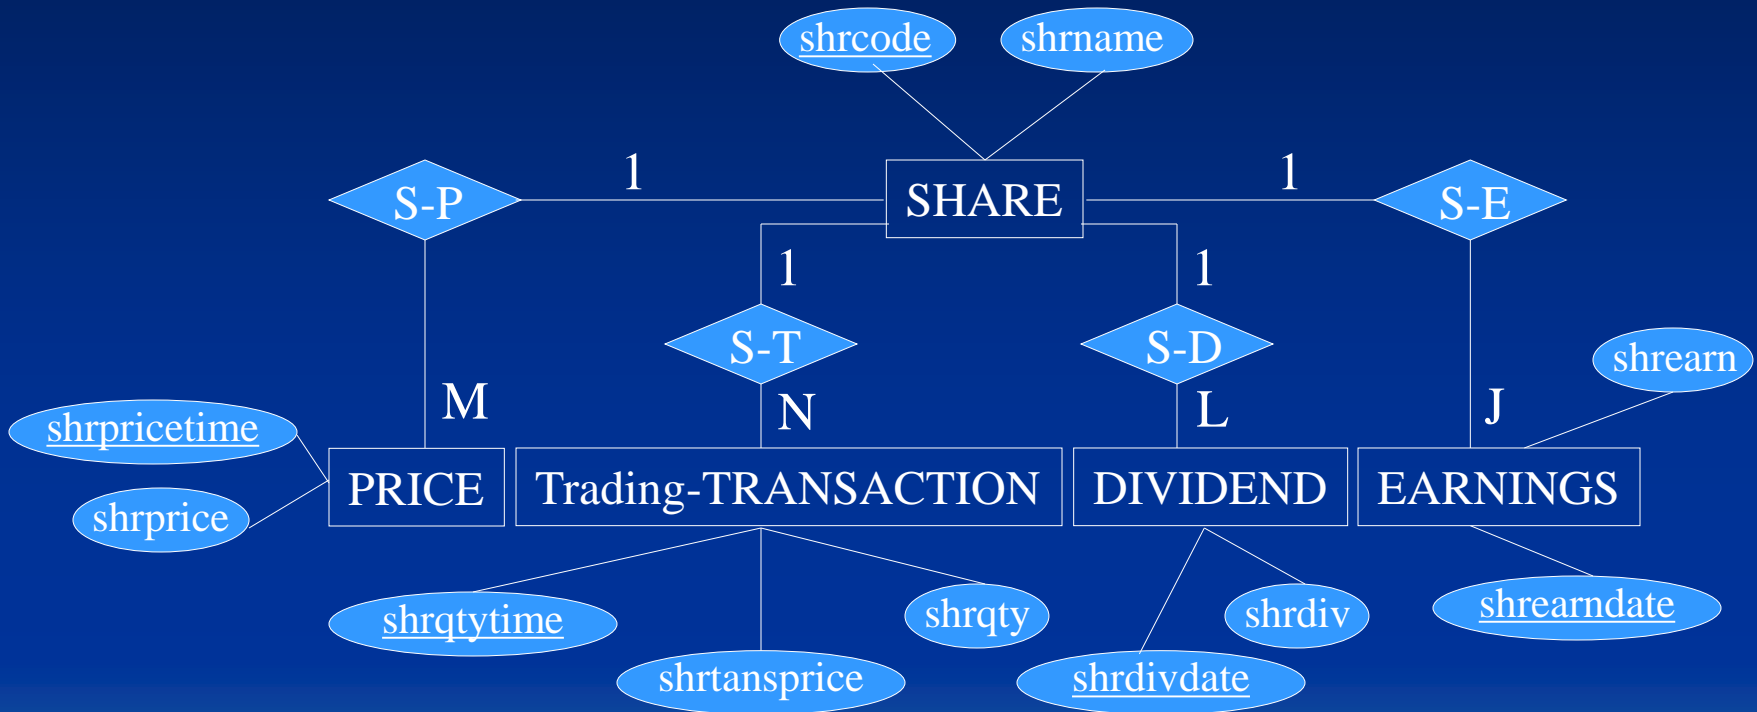 shrcode
shrname
S-P
1
SHARE
1
S-E
1
1
S-T
S-D
shrearn
M
N
L
J
shrpricetime
PRICE
Trading-TRANSACTION
DIVIDEND
EARNINGS
shrprice
shrqtytime
shrqty
shrdiv
shrearndate
shrtansprice
shrdivdate